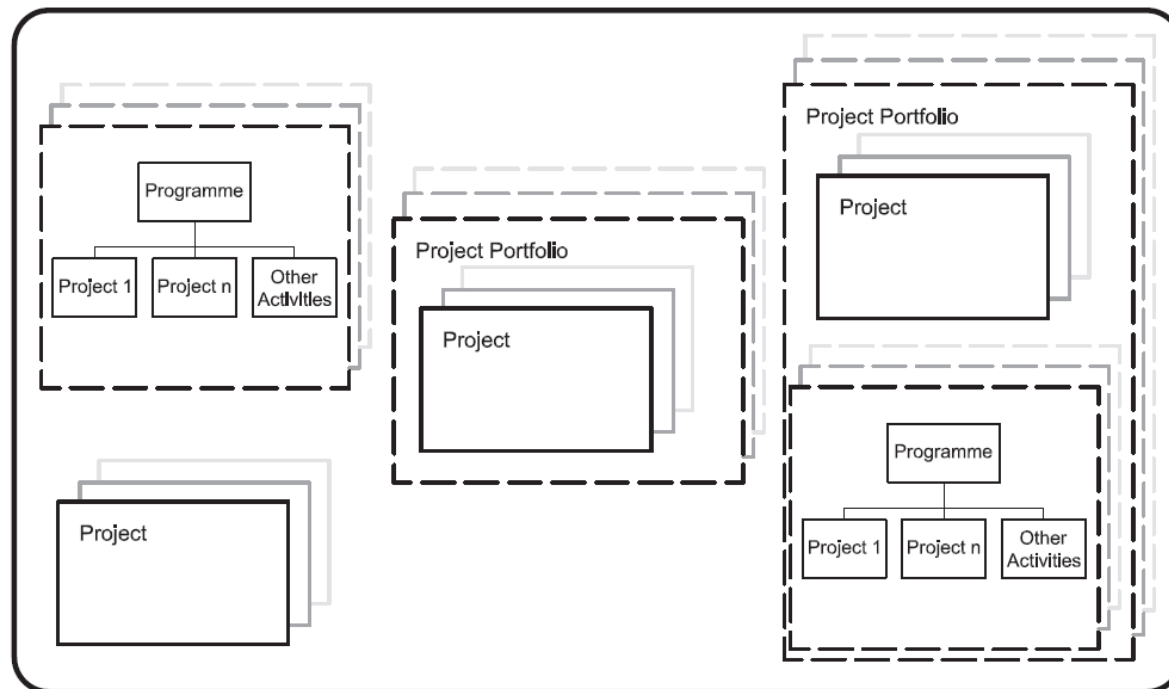 Programme
Project 1
Project n
Other
Activities
Project
Project Portfolio
Project
Project Portfolio
Project
Programme
Project 1
Project n
Other
Activities